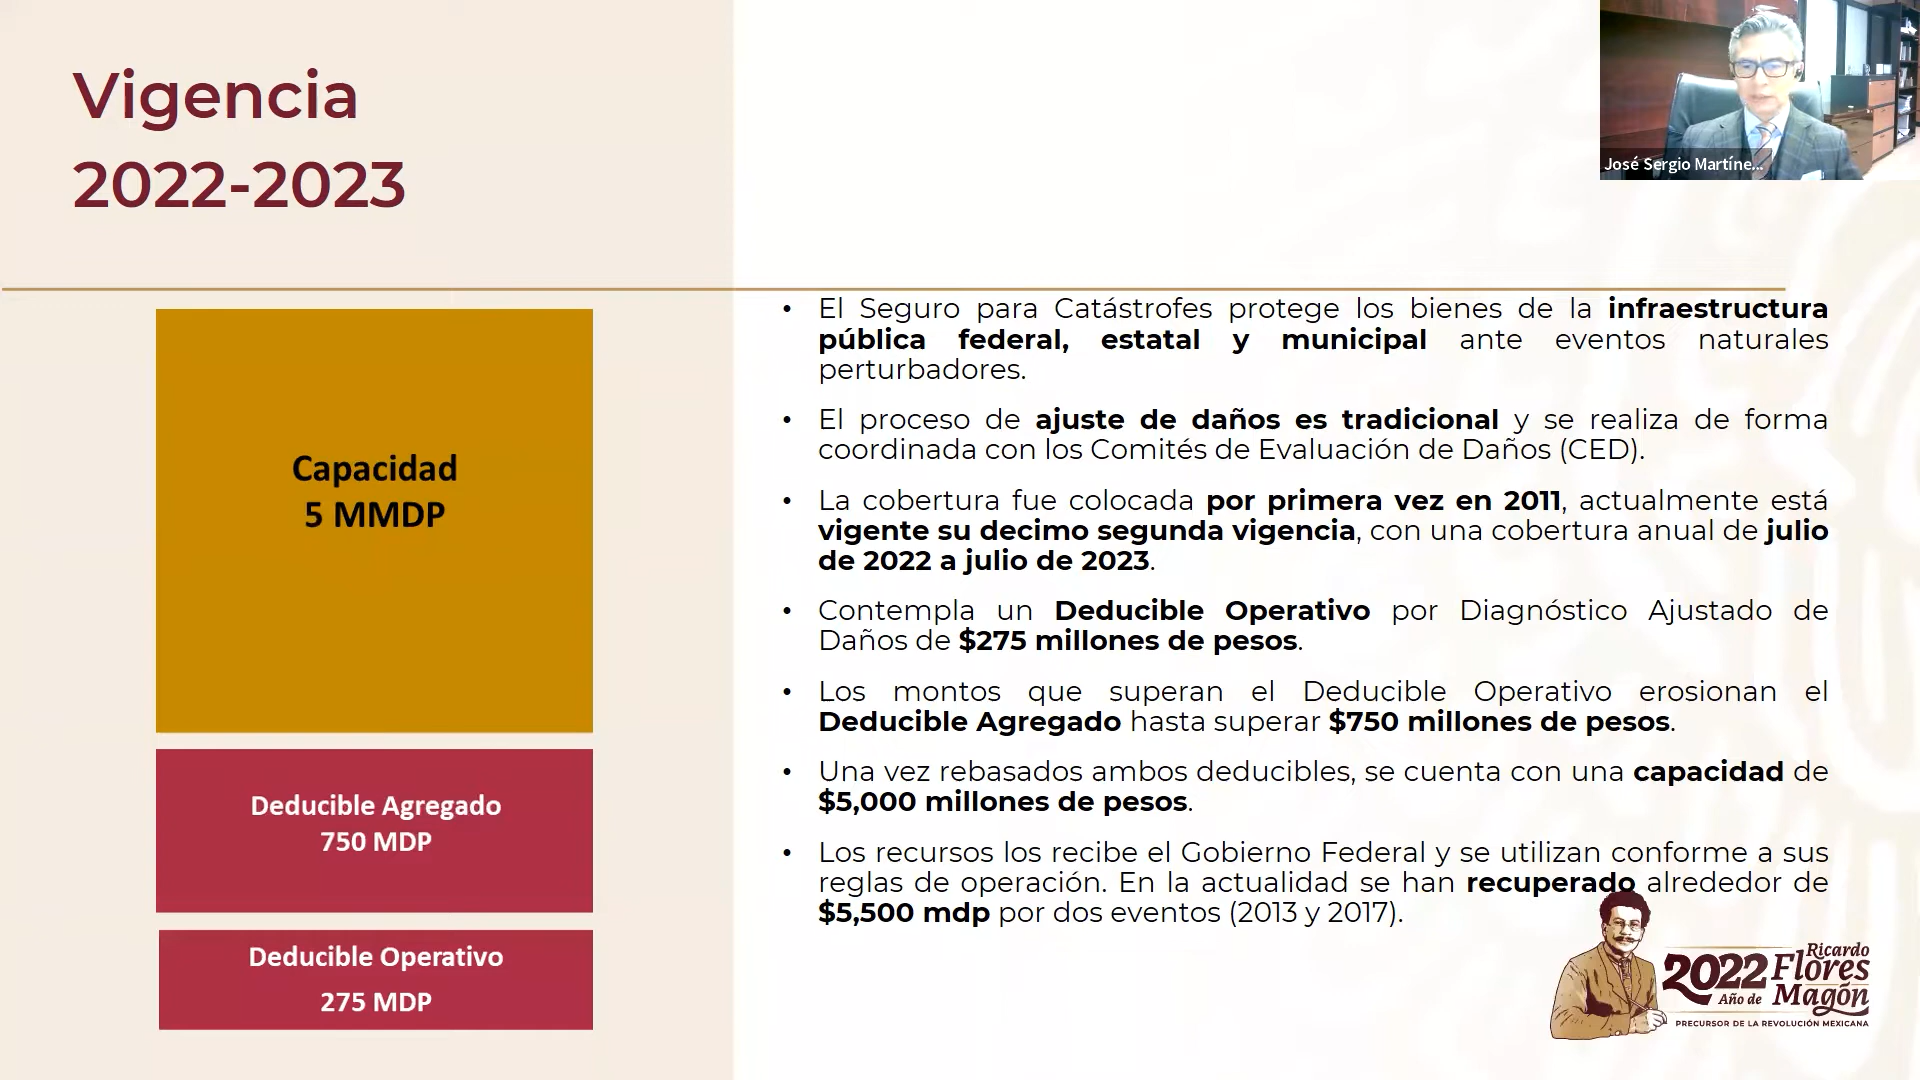 Vigencia
2022-2023
José Sergio Martíne...
Capacidad
5 MMDP
Deducible Agregado
750 MDP
Deducible Operativo
275 MDP
• El Seguro para Catástrofes protege los bienes de la infraestructura
pública federal, estatal y municipal ante eventos naturales
perturbadores.
• El proceso de ajuste de daños es tradicional y se realiza de forma
coordinada con los Comités de Evaluación de Daños (CED).
• La cobertura fue colocada por primera vez en 2011, actualmente está
vigente su decimo segunda vigencia, con una cobertura anual de julio
de 2022 a julio de 2023.
• Contempla un Deducible Operativo por Diagnóstico Ajustado de
Daños de $275 millones de pesos.
• Los montos que superan el Deducible Operativo erosionan el
Deducible Agregado hasta superar $750 millones de pesos.
• Una vez rebasados ambos deducibles, se cuenta con una capacidad de
$5,000 millones de pesos.
• Los recursos los recibe el Gobierno Federal y se utilizan conforme a sus
reglas de operación. En la actualidad se han recuperado alrededor de
$5,500 mdp por dos eventos (2013 y 2017).
2022 Ricardo
Año de Flores
Magón
PRECURSOR DE LA REVOLUCIÓN MEXICANA